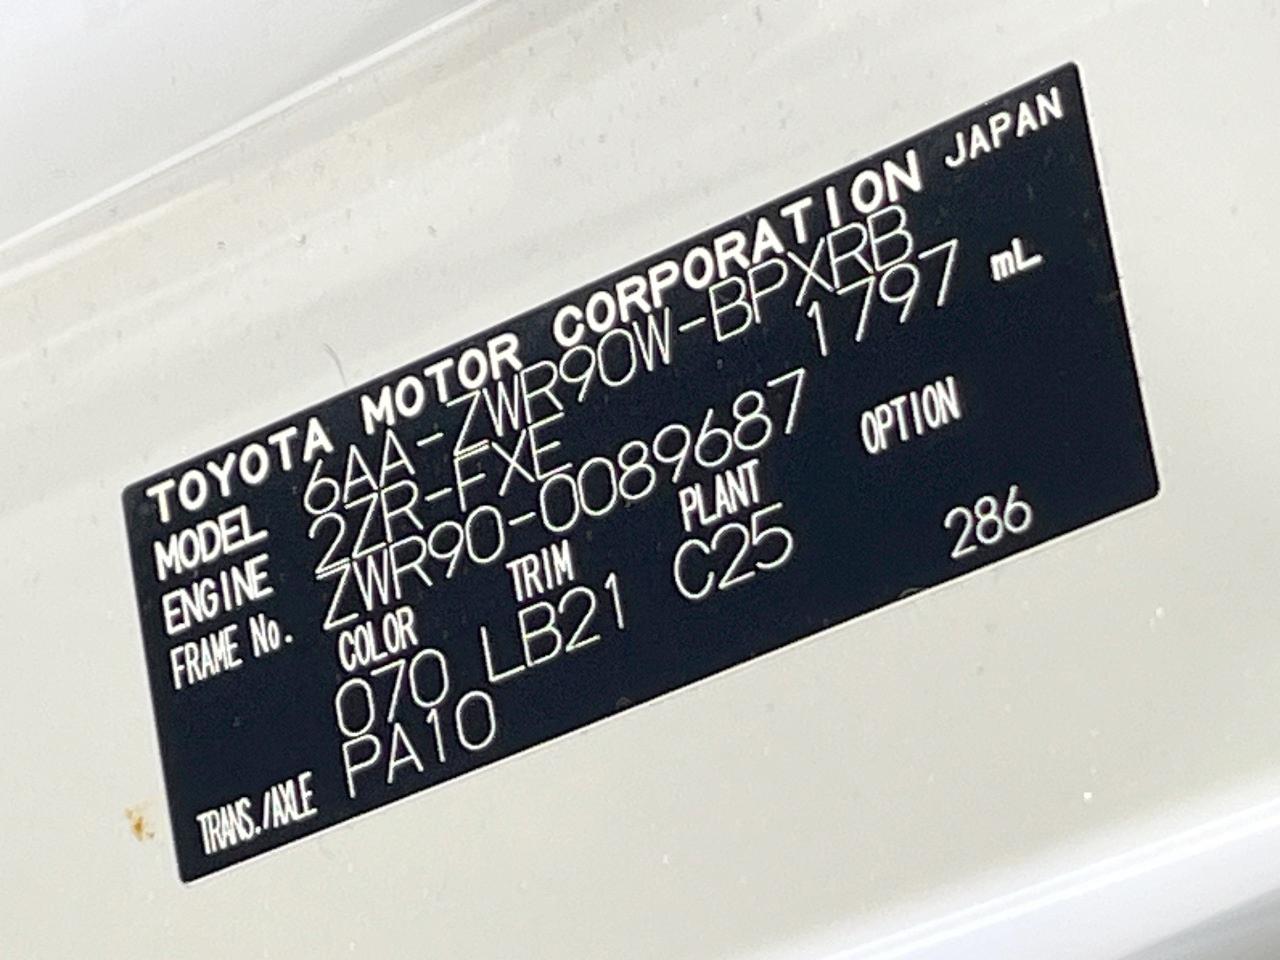 TOYOTA MOTOR CORPORATION JAPAN
MODEL 6AA-ZWR90W-BPXRB
ENGINE 2ZR-FXE 1797 mL
FRAME No. ZWR90-0089687
COLOR TRIM PLANT OPTION
070 LB21 C25 286
TRANS./AXLE PA10